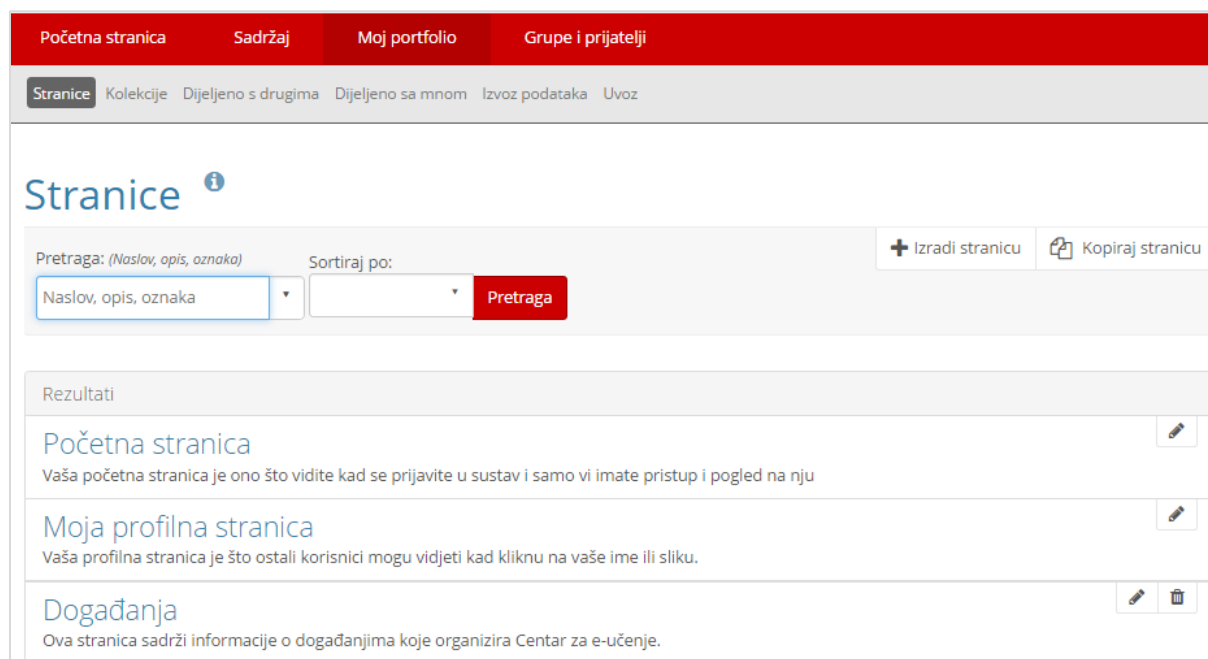 Početna stranica Sadržaj Moj portfolio Grupe i prijatelji
Stranice Kolekcije Dijeljeno s drugima Dijeljeno sa mnom Izvoz podataka Uvoz
Stranice
Izradi stranicu Kopiraj stranicu
Pretraga: (Naslov, opis, oznaka) Sortiraj po:
Naslov, opis, oznaka Pretraga
Rezultati
Početna stranica
Vaša početna stranica je ono što vidite kad se prijavite u sustav i samo vi imate pristup i pogled na nju
Moja profilna stranica
Vaša profilna stranica je što ostali korisnici mogu vidjeti kad kliknu na vaše ime ili sliku.
Događanja
Ova stranica sadrži informacije o događanjima koje organizira Centar za e-učenje.